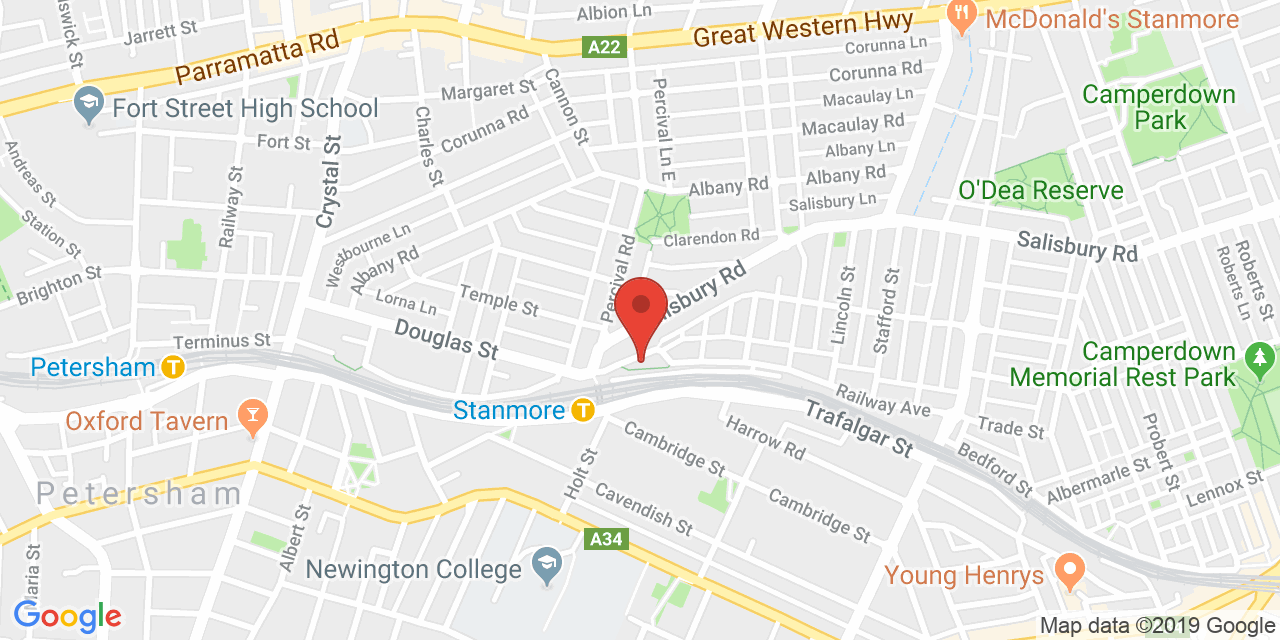 Albion Ln
Jarrett St
Great Western Hwy
McDonald's Stanmore
A22
Parramatta Rd
Corunna Ln
Corunna Rd
Fort Street High School
Margaret St
Cannon St
Percival Ln E
Macaulay Ln
Camperdown
Park
Macaulay Rd
Fort St
Charles St
Corunna Rd
Albany Ln
Andreas St
Railway St
Crystal St
Albany Rd
Albany Rd
O'Dea Reserve
Salisbury Ln
Station St
Westbourne Ln
Clarendon Rd
Salisbury Rd
Albany Rd
Percival Rd
Brighton St
Lorna Ln
Temple St
Lincoln St
Stafford St
Roberts St
Roberts Ln
Douglas St
Terminus St
Petersham
Camperdown
Memorial Rest Park
Stanmore
Railway Ave
Oxford Tavern
Trafalgar St
Trade St
Harrow Rd
Cambridge St
Bedford St
Probert St
Albermarle St
Lennox St
Petersham
Holt St
Cavendish St
Cambridge St
Albert St
A34
Newington College
Young Henrys
Google
Map data ©2019 Google